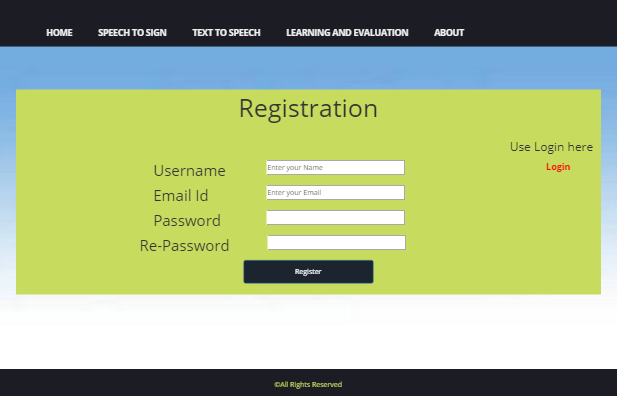 HOME SPEECH TO SIGN TEXT TO SPEECH LEARNING AND EVALUATION ABOUT
Registration
Use Login here
Login
Username Enter your Name
Email Id Enter your Email
Password
Re-Password
Register
©All Rights Reserved